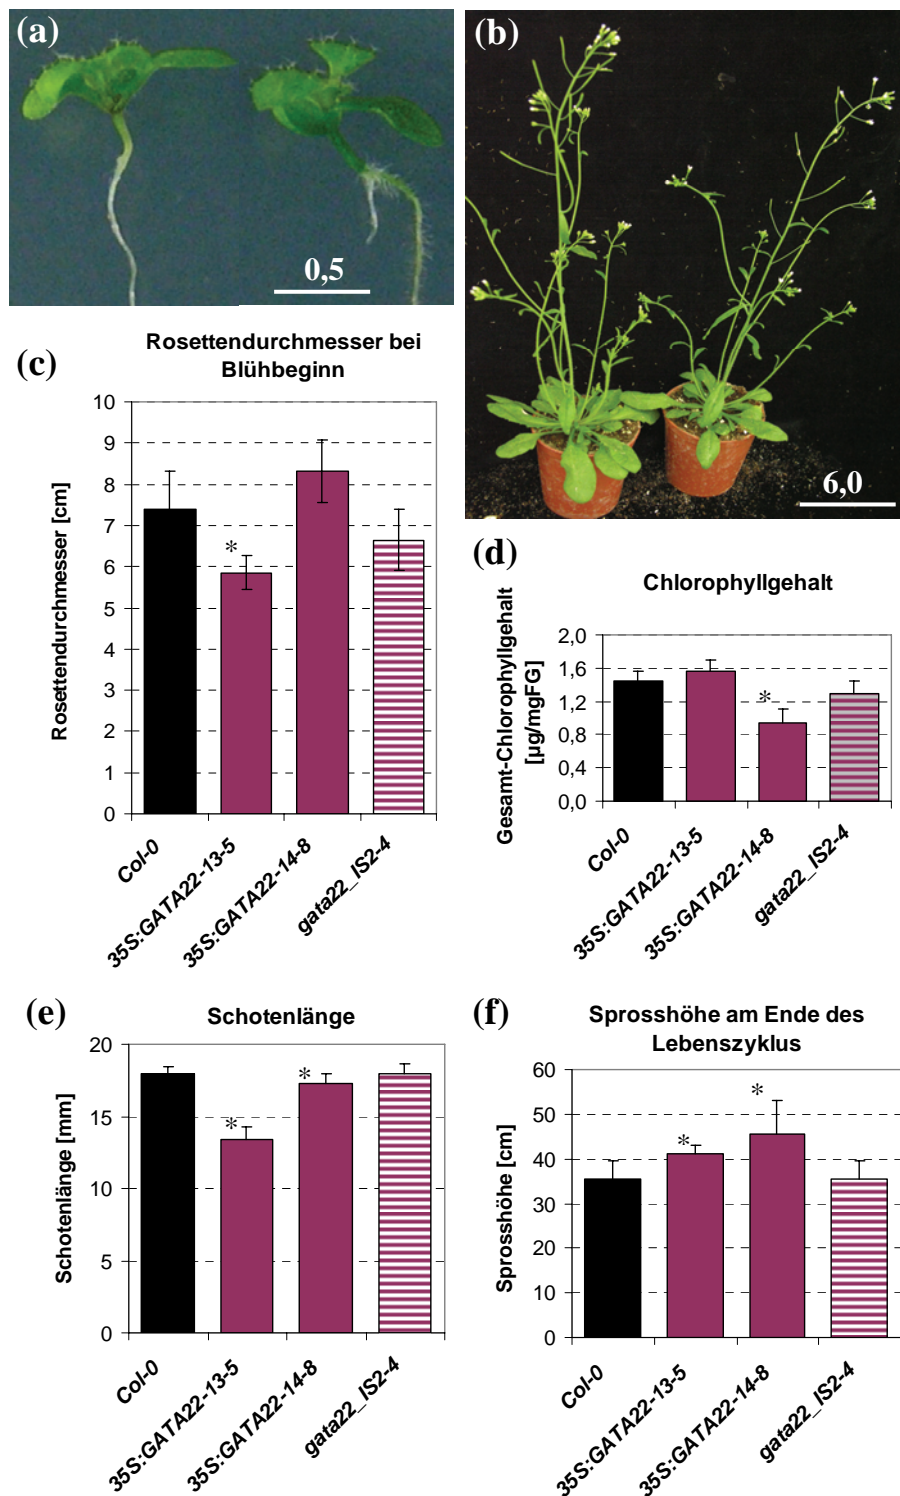 (a)
0,5
(b)
6,0
(c)
Rosettendurchmesser bei
Blühbeginn
Rosettendurchmesser [cm]
10
9
8
7
6
5
4
3
2
1
0
*
Col-0
35S:GATA22-13-5
35S:GATA22-14-8
gata22_IS2-4
(d)
Chlorophyllgehalt
Gesamt-Chlorophyllgehalt
[µg/mgFG]
2,0
1,6
1,2
0,8
0,4
0,0
*
Col-0
35S:GATA22-13-5
35S:GATA22-14-8
gata22_IS2-4
(e)
Schotenlänge
Schotenlänge [mm]
20
15
10
5
0
*
*
Col-0
35S:GATA22-13-5
35S:GATA22-14-8
gata22_IS2-4
(f)
Sprosshöhe am Ende des
Lebenszyklus
Sprosshöhe [cm]
60
50
40
30
20
10
0
*
*
Col-0
35S:GATA22-13-5
35S:GATA22-14-8
gata22_IS2-4